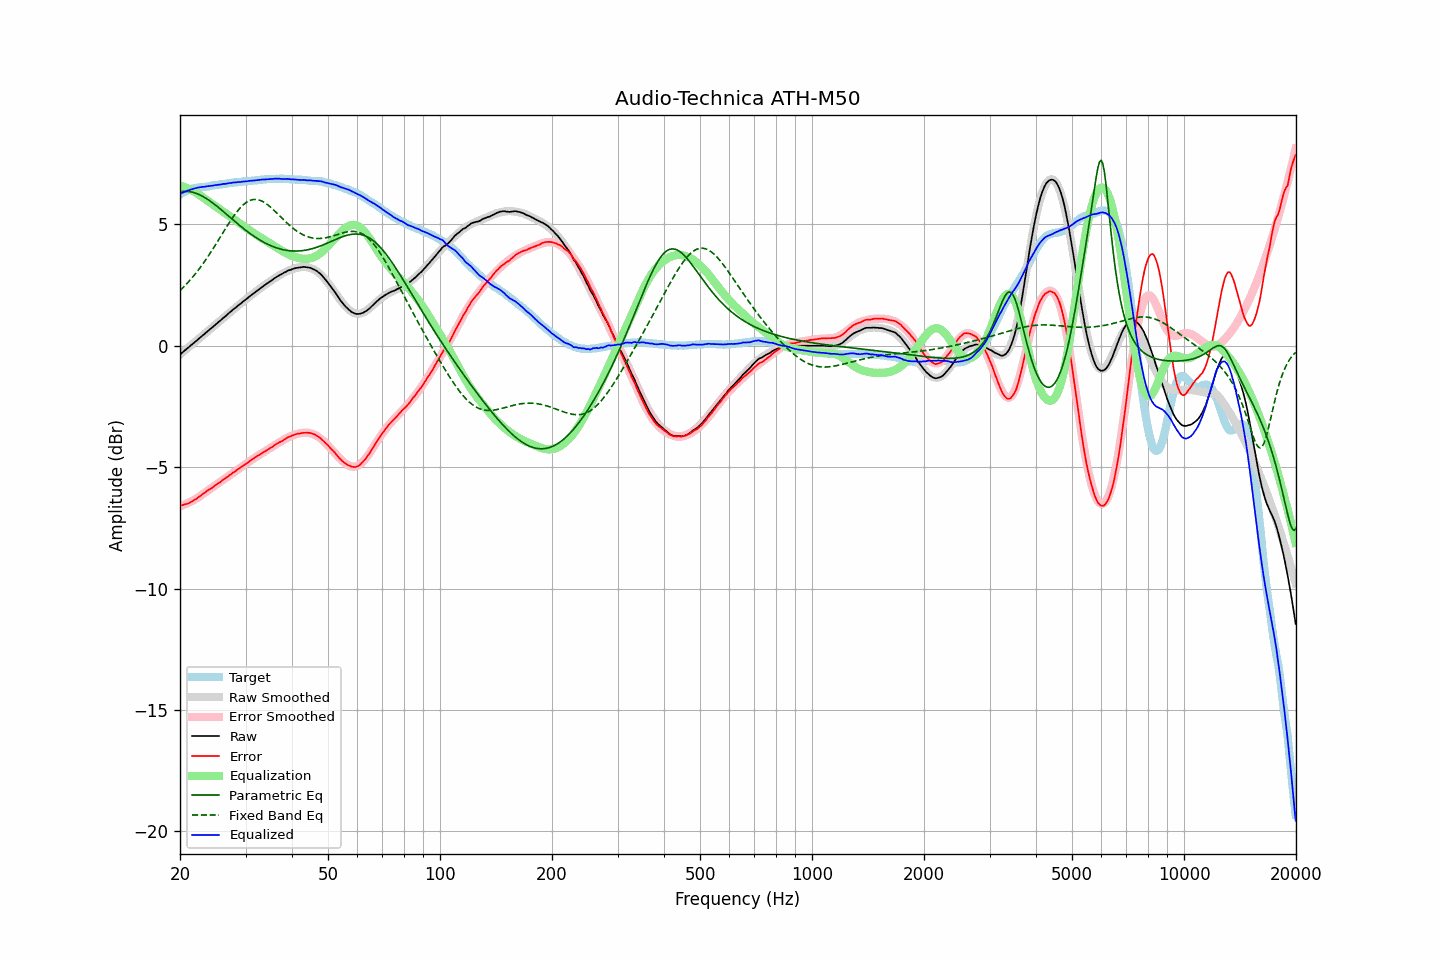 Audio-Technica ATH-M50
Amplitude (dBr)
5
0
−5
−10
−15
−20
Target
Raw Smoothed
Error Smoothed
Raw
Error
Equalization
Parametric Eq
Fixed Band Eq
Equalized
20 50 100 200 500 1000 2000 5000 10000 20000
Frequency (Hz)